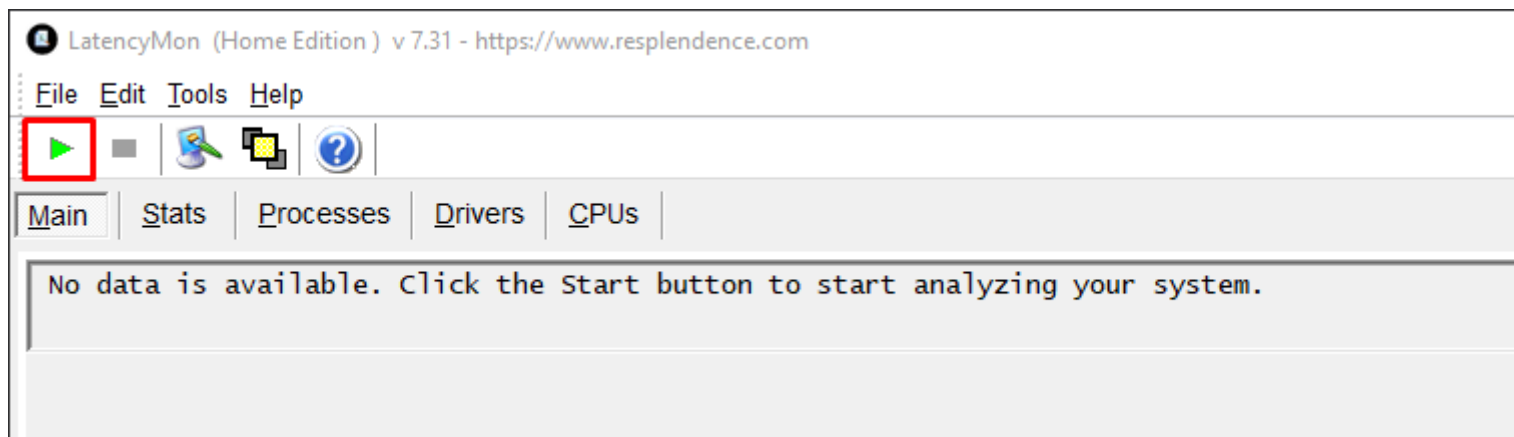 LatencyMon (Home Edition ) v 7.31 - https://www.resplendence.com
File Edit Tools Help
?
Main Stats Processes Drivers CPUs
No data is available. Click the Start button to start analyzing your system.